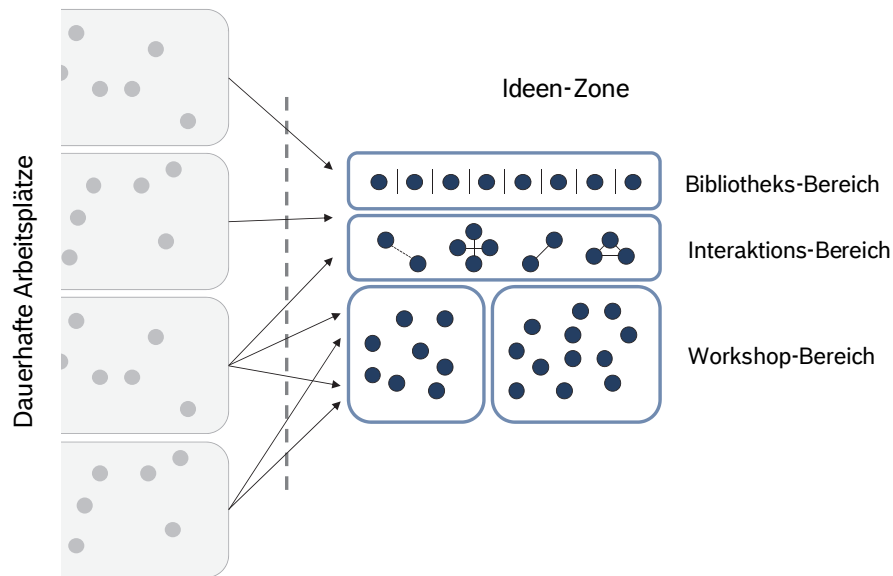 Ideen-Zone
Dauerhafte Arbeitsplätze
Bibliotheks-Bereich
Interaktions-Bereich
Workshop-Bereich